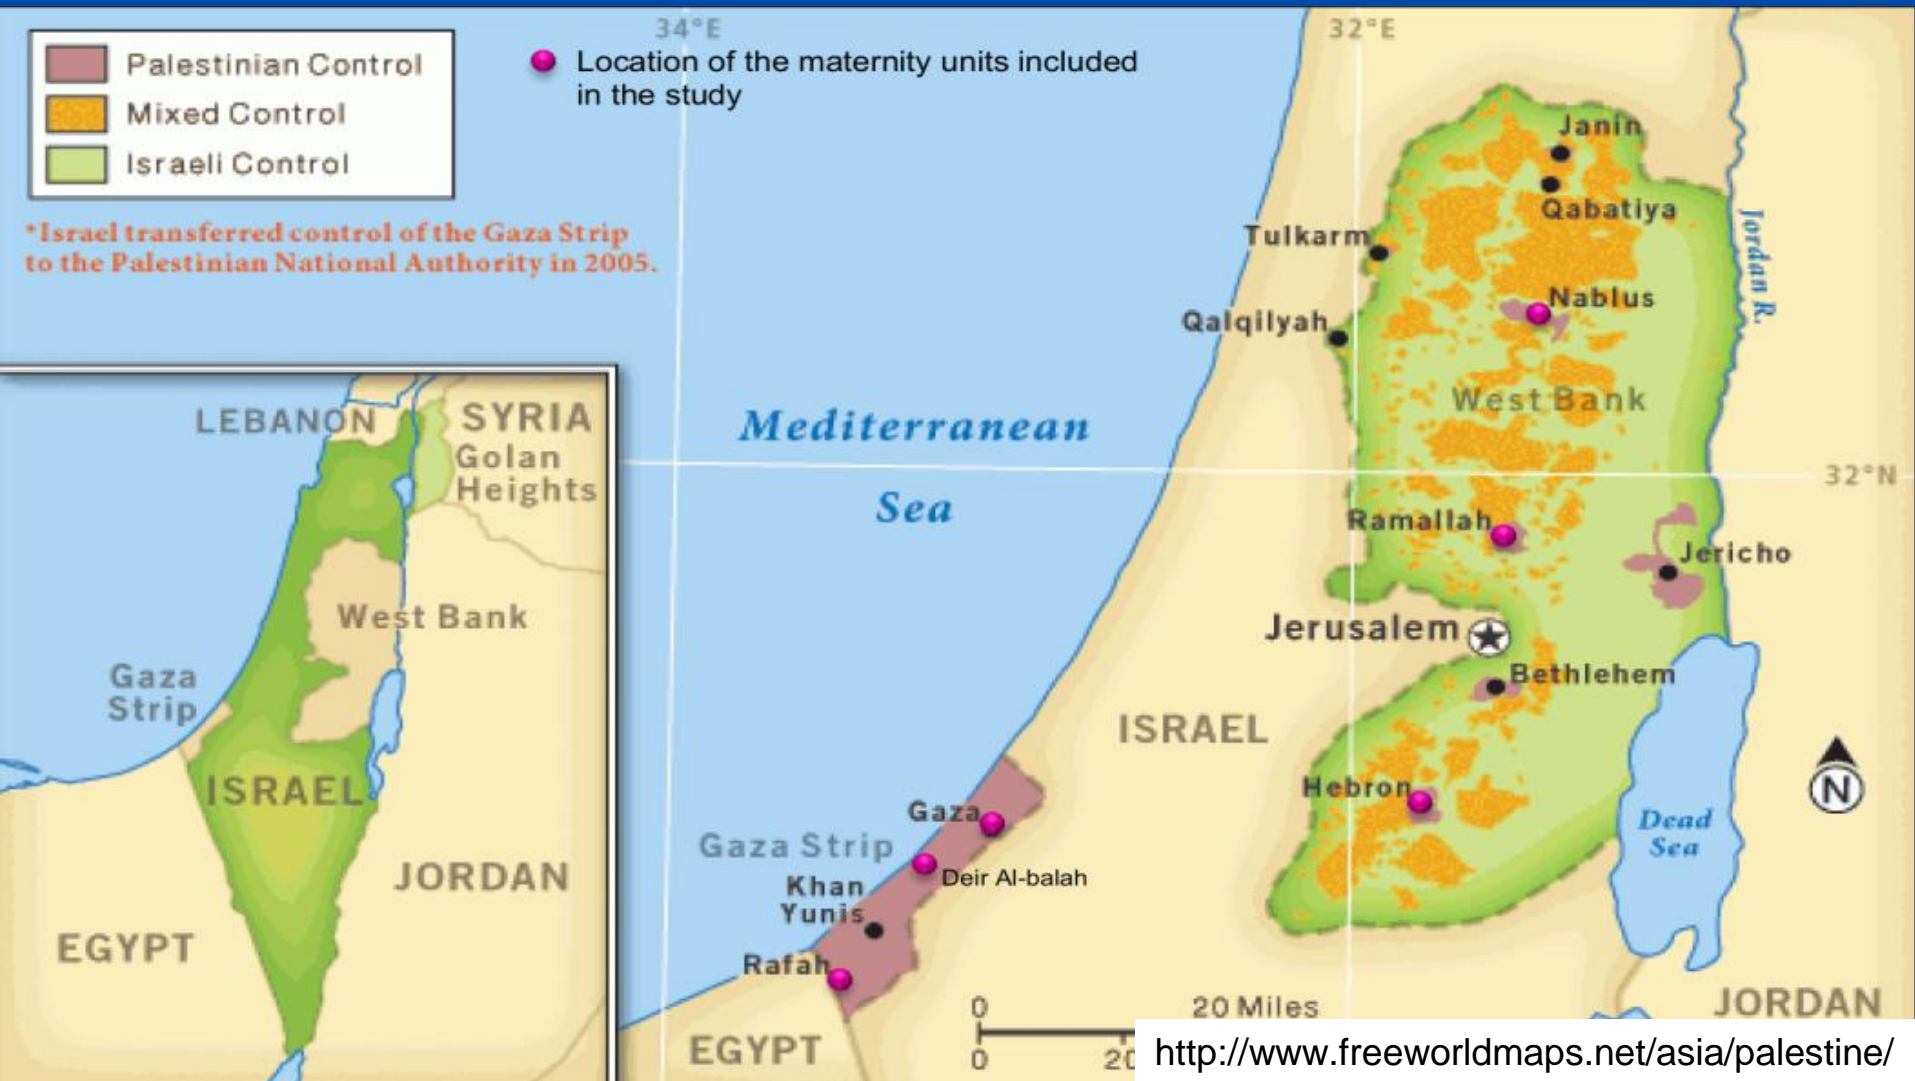 Palestinian Control
Mixed Control
Israeli Control
*Israel transferred control of the Gaza Strip
to the Palestinian National Authority in 2005.
Location of the maternity units included
in the study
34°E
32°E
32°N
Janin
Qabatiya
Tulkarm
Nablus
Qalqilyah
West Bank
Jordan R.
Ramallah
Jericho
Jerusalem
Bethlehem
Hebron
Dead
Sea
ISRAEL
Mediterranean
Sea
Gaza
Gaza Strip
Deir Al-balah
Khan
Yunis
Rafah
EGYPT
JORDAN
N
0
20 Miles
0
20
LEBANON
SYRIA
Golan
Heights
West Bank
Gaza
Strip
ISRAEL
JORDAN
EGYPT
http://www.freeworldmaps.net/asia/palestine/